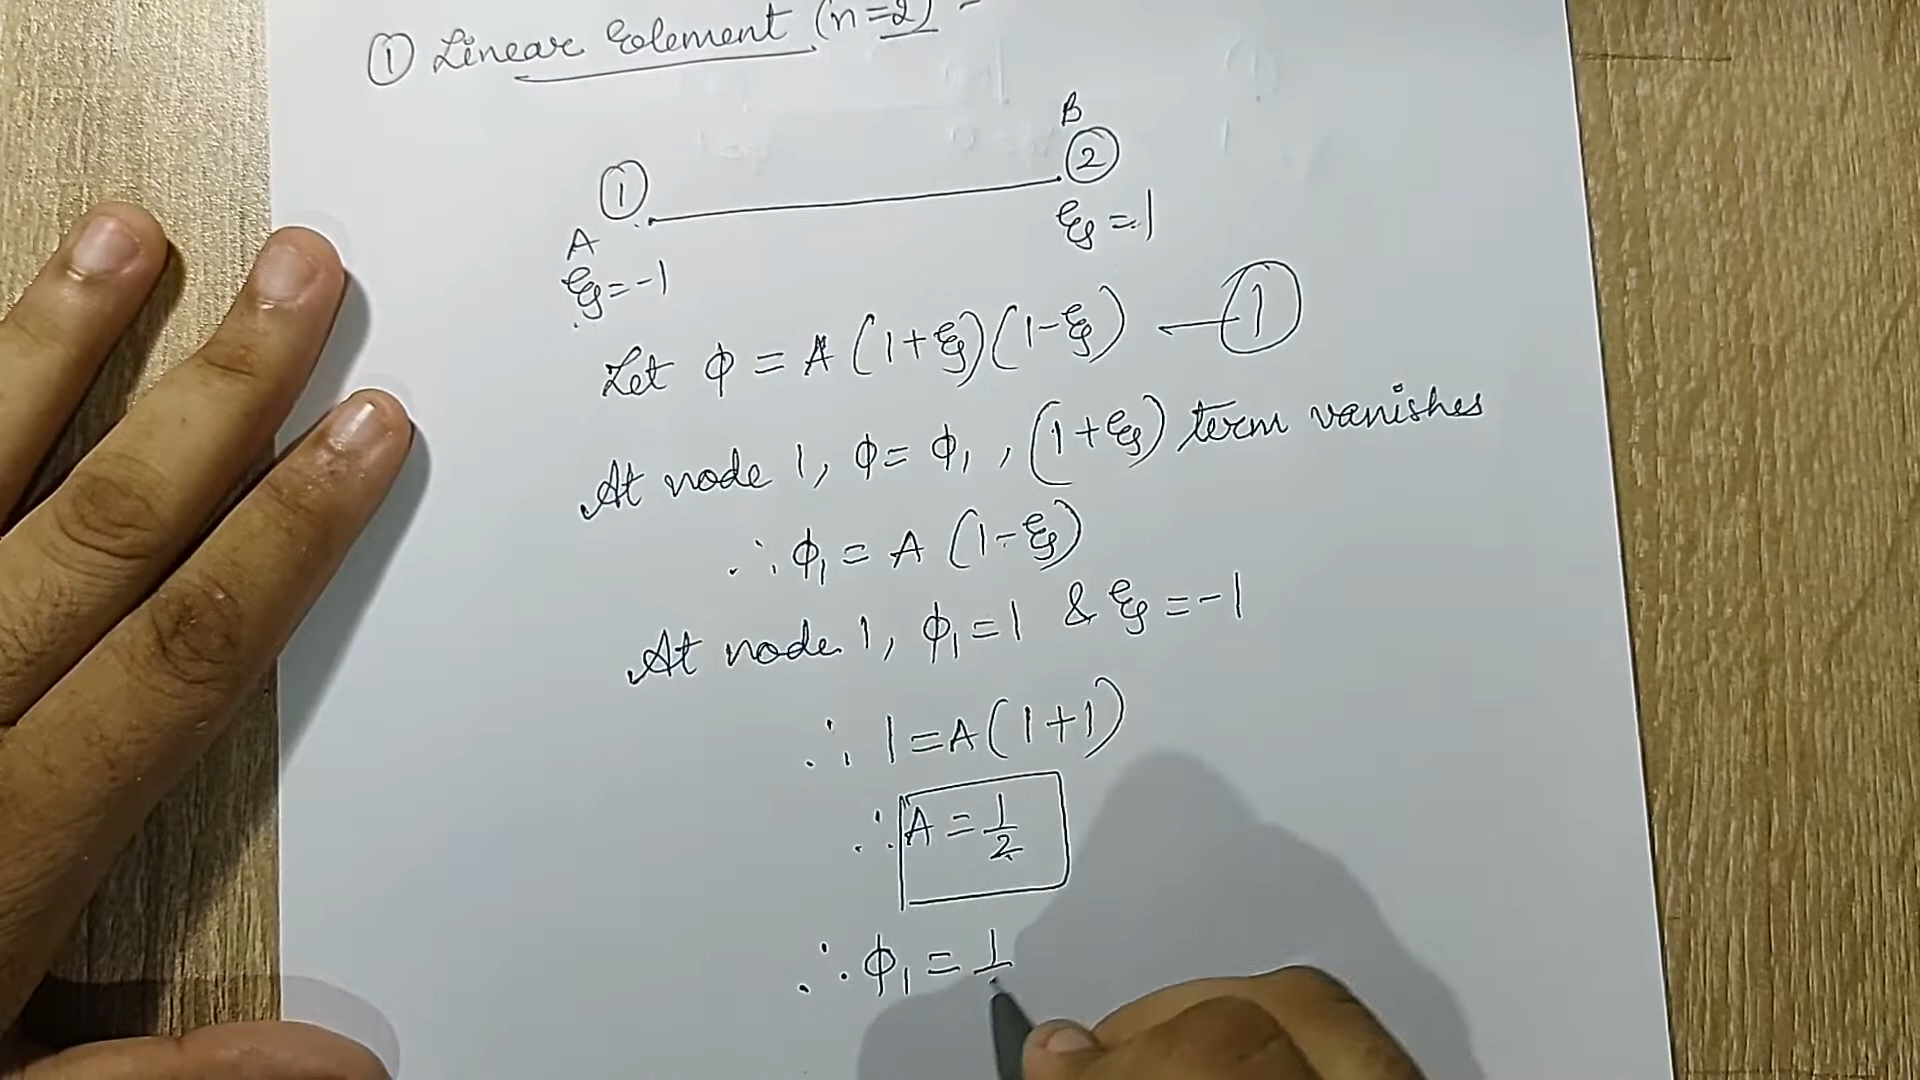 ① Linear Element (n=2) -
B
① ②
A
ξ = -1 ξ = 1
Let ϕ = A (1+ξ)(1-ξ) ← ①
At node 1, ϕ = ϕ₁ , (1+ξ) term vanishes
∴ ϕ₁ = A (1-ξ)
At node 1, ϕ₁ = 1 & ξ = -1
∴ 1 = A (1+1)
∴ A = 1/2
∴ ϕ₁ = 1/